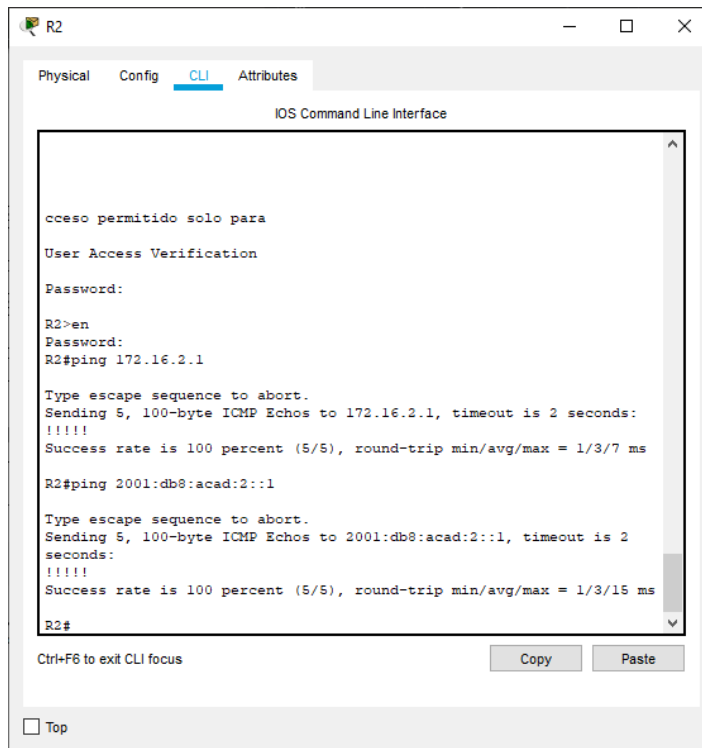 R2
Physical Config CLI Attributes
IOS Command Line Interface
cceso permitido solo para
User Access Verification
Password:
R2>en
Password:
R2#ping 172.16.2.1
Type escape sequence to abort.
Sending 5, 100-byte ICMP Echos to 172.16.2.1, timeout is 2 seconds:
!!!!!
Success rate is 100 percent (5/5), round-trip min/avg/max = 1/3/7 ms
R2#ping 2001:db8:acad:2::1
Type escape sequence to abort.
Sending 5, 100-byte ICMP Echos to 2001:db8:acad:2::1, timeout is 2
seconds:
!!!!!
Success rate is 100 percent (5/5), round-trip min/avg/max = 1/3/15 ms
R2#
Ctrl+F6 to exit CLI focus Copy Paste
Top